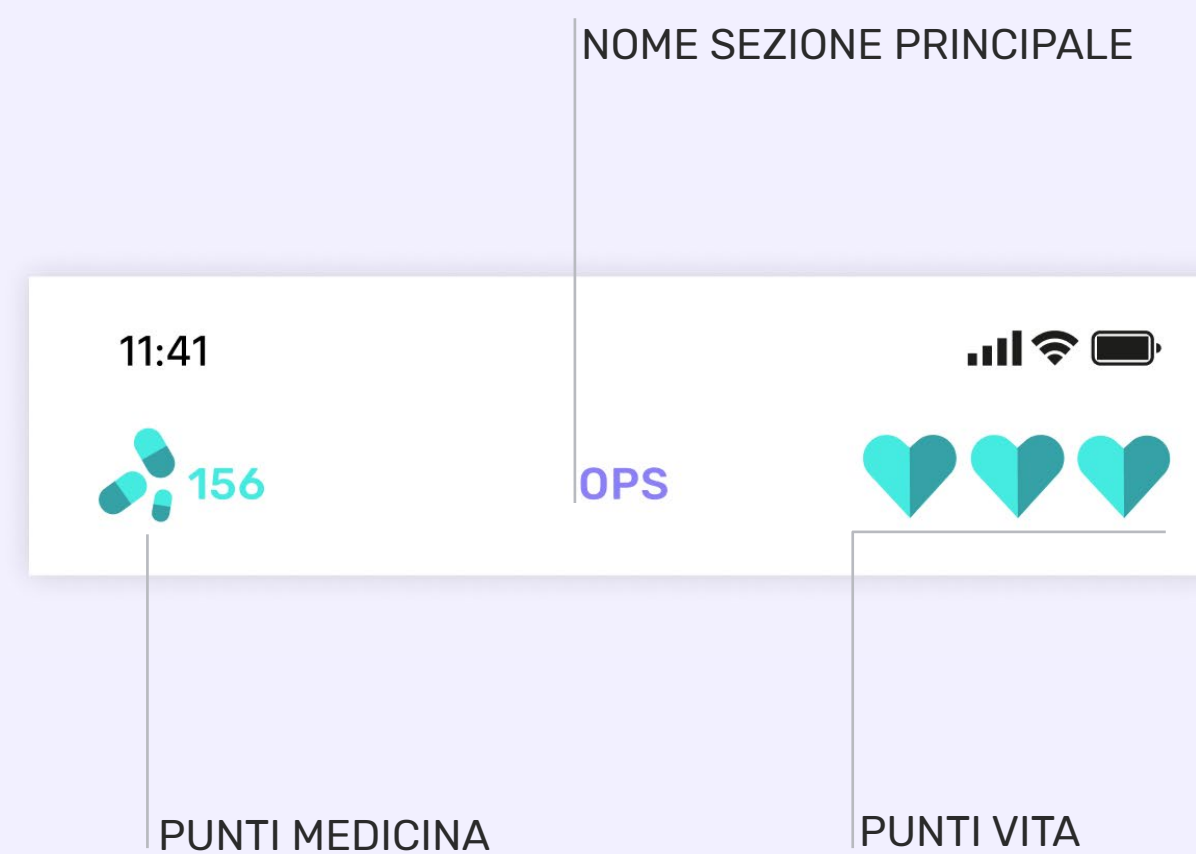 NOME SEZIONE PRINCIPALE
11:41
156
OPS
PUNTI MEDICINA
PUNTI VITA